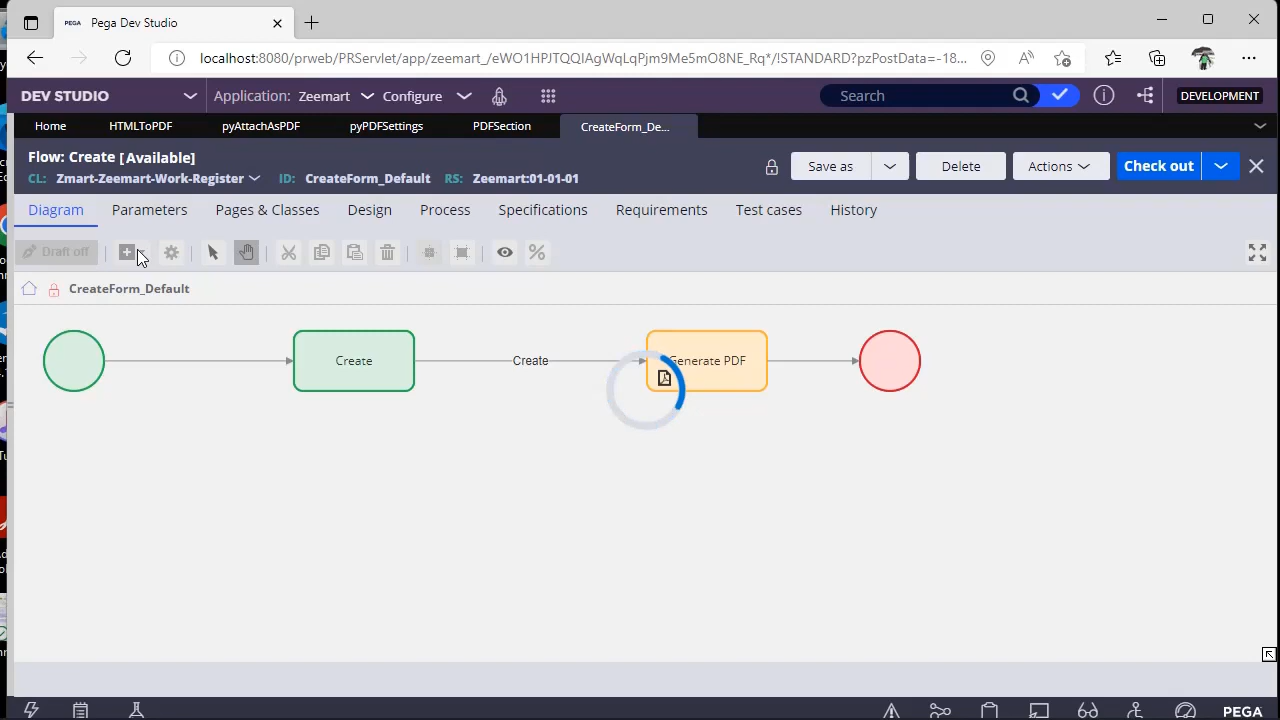 PEGA Pega Dev Studio
localhost:8080/prweb/PRServlet/app/zeemart_/eWO1HPJTQQIAgWqLqPjm9Me5mO8NE_Rq*/!STANDARD?pzPostData=-18...
DEV STUDIO Application: Zeemart Configure Search DEVELOPMENT
Home HTMLToPDF pyAttachAsPDF pyPDFSettings PDFSection CreateForm_De...
Flow: Create [Available]
CL: Zmart-Zeemart-Work-Register ID: CreateForm_Default RS: Zeemart:01-01-01
Save as Delete Actions Check out
Diagram Parameters Pages & Classes Design Process Specifications Requirements Test cases History
Draft off
CreateForm_Default
Create Create Generate PDF
PEGA